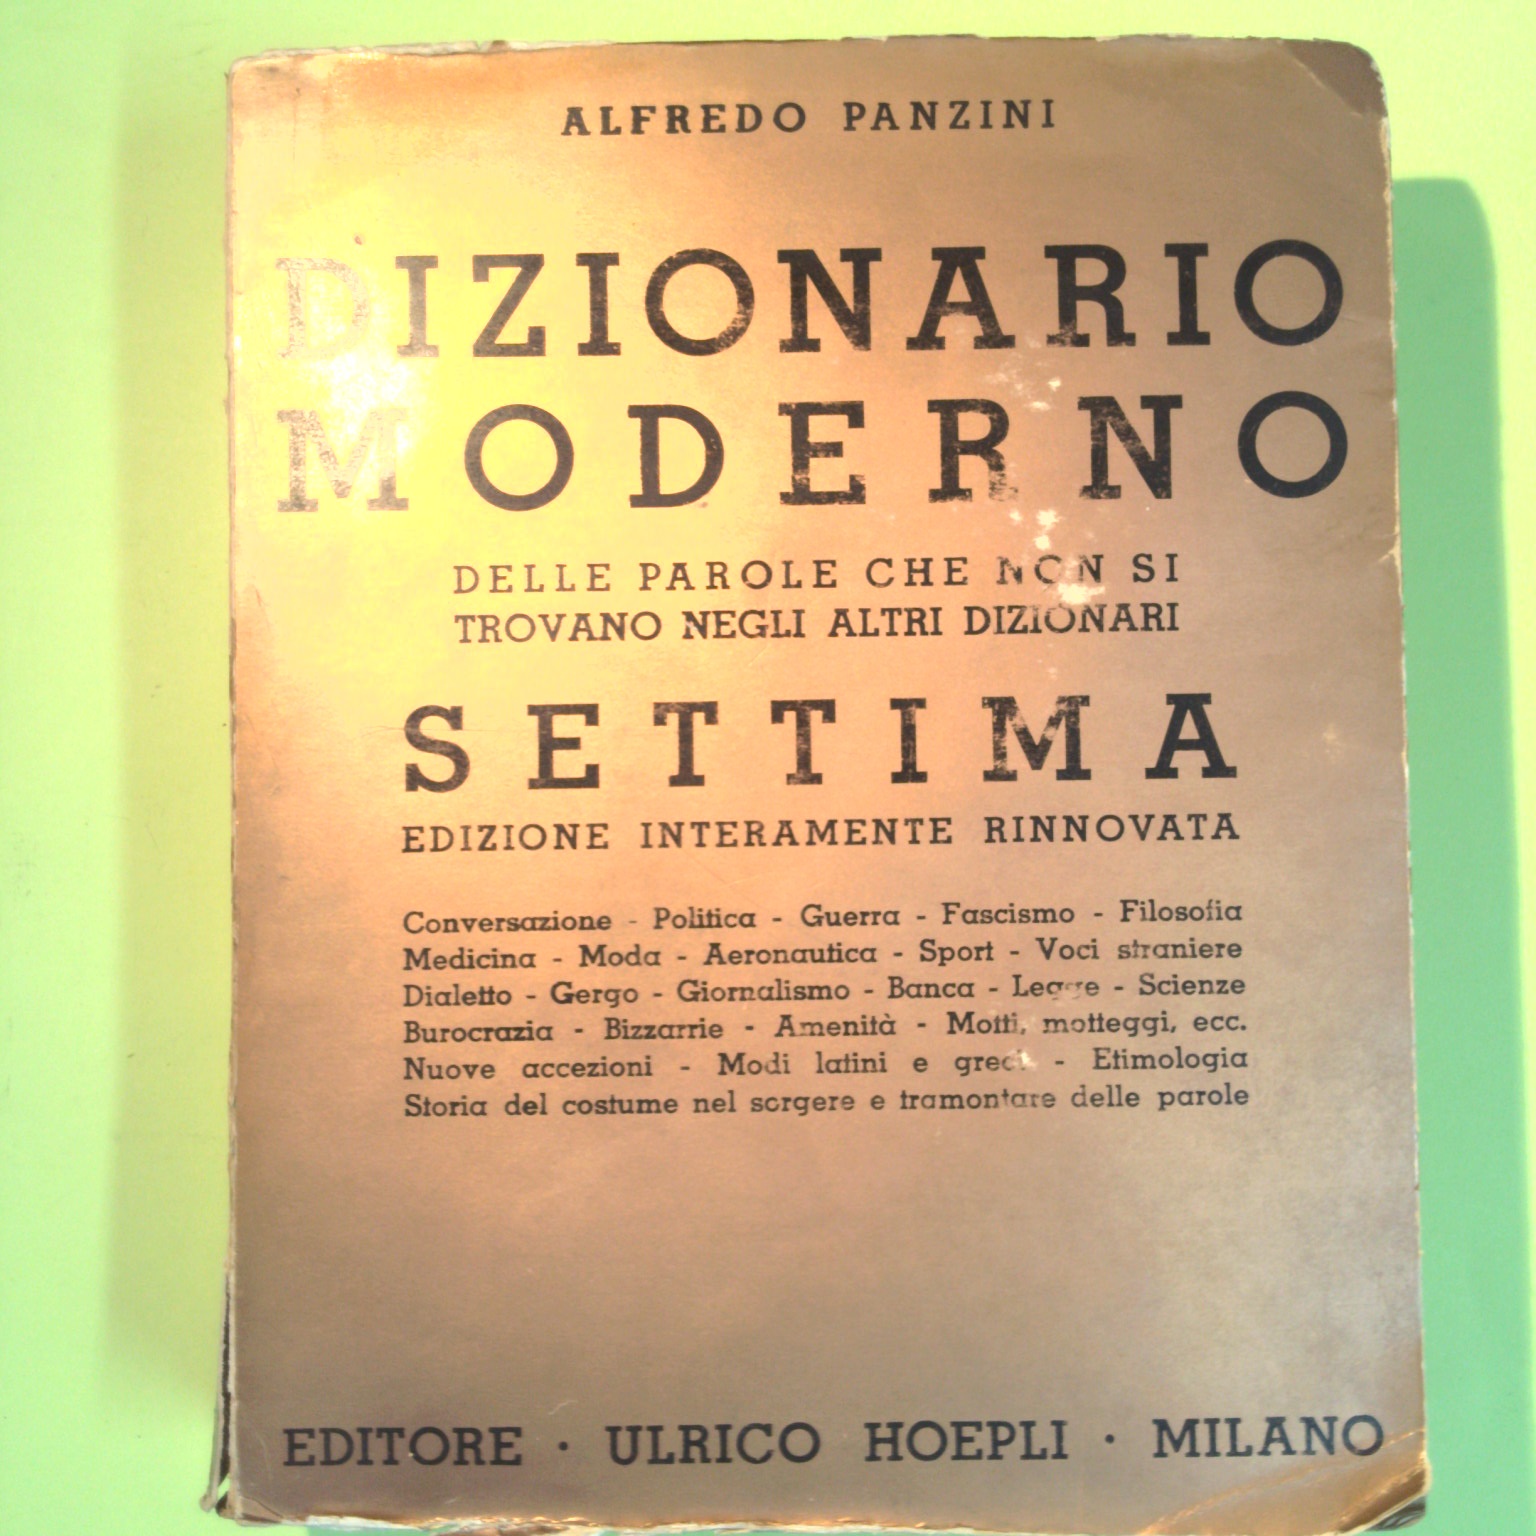 ALFREDO PANZINI
DIZIONARIO
MODERNO
DELLE PAROLE CHE NON SI
TROVANO NEGLI ALTRI DIZIONARI
SETTIMA
EDIZIONE INTERAMENTE RINNOVATA
Conversazione - Politica - Guerra - Fascismo - Filosofia
Medicina - Moda - Aeronautica - Sport - Voci straniere
Dialetto - Gergo - Giornalismo - Banca - Legge - Scienze
Burocrazia - Bizzarrie - Amenità - Motti, motteggi, ecc.
Nuove accezioni - Modi latini e greci - Etimologia
Storia del costume nel sorgere e tramontare delle parole
EDITORE · ULRICO HOEPLI · MILANO